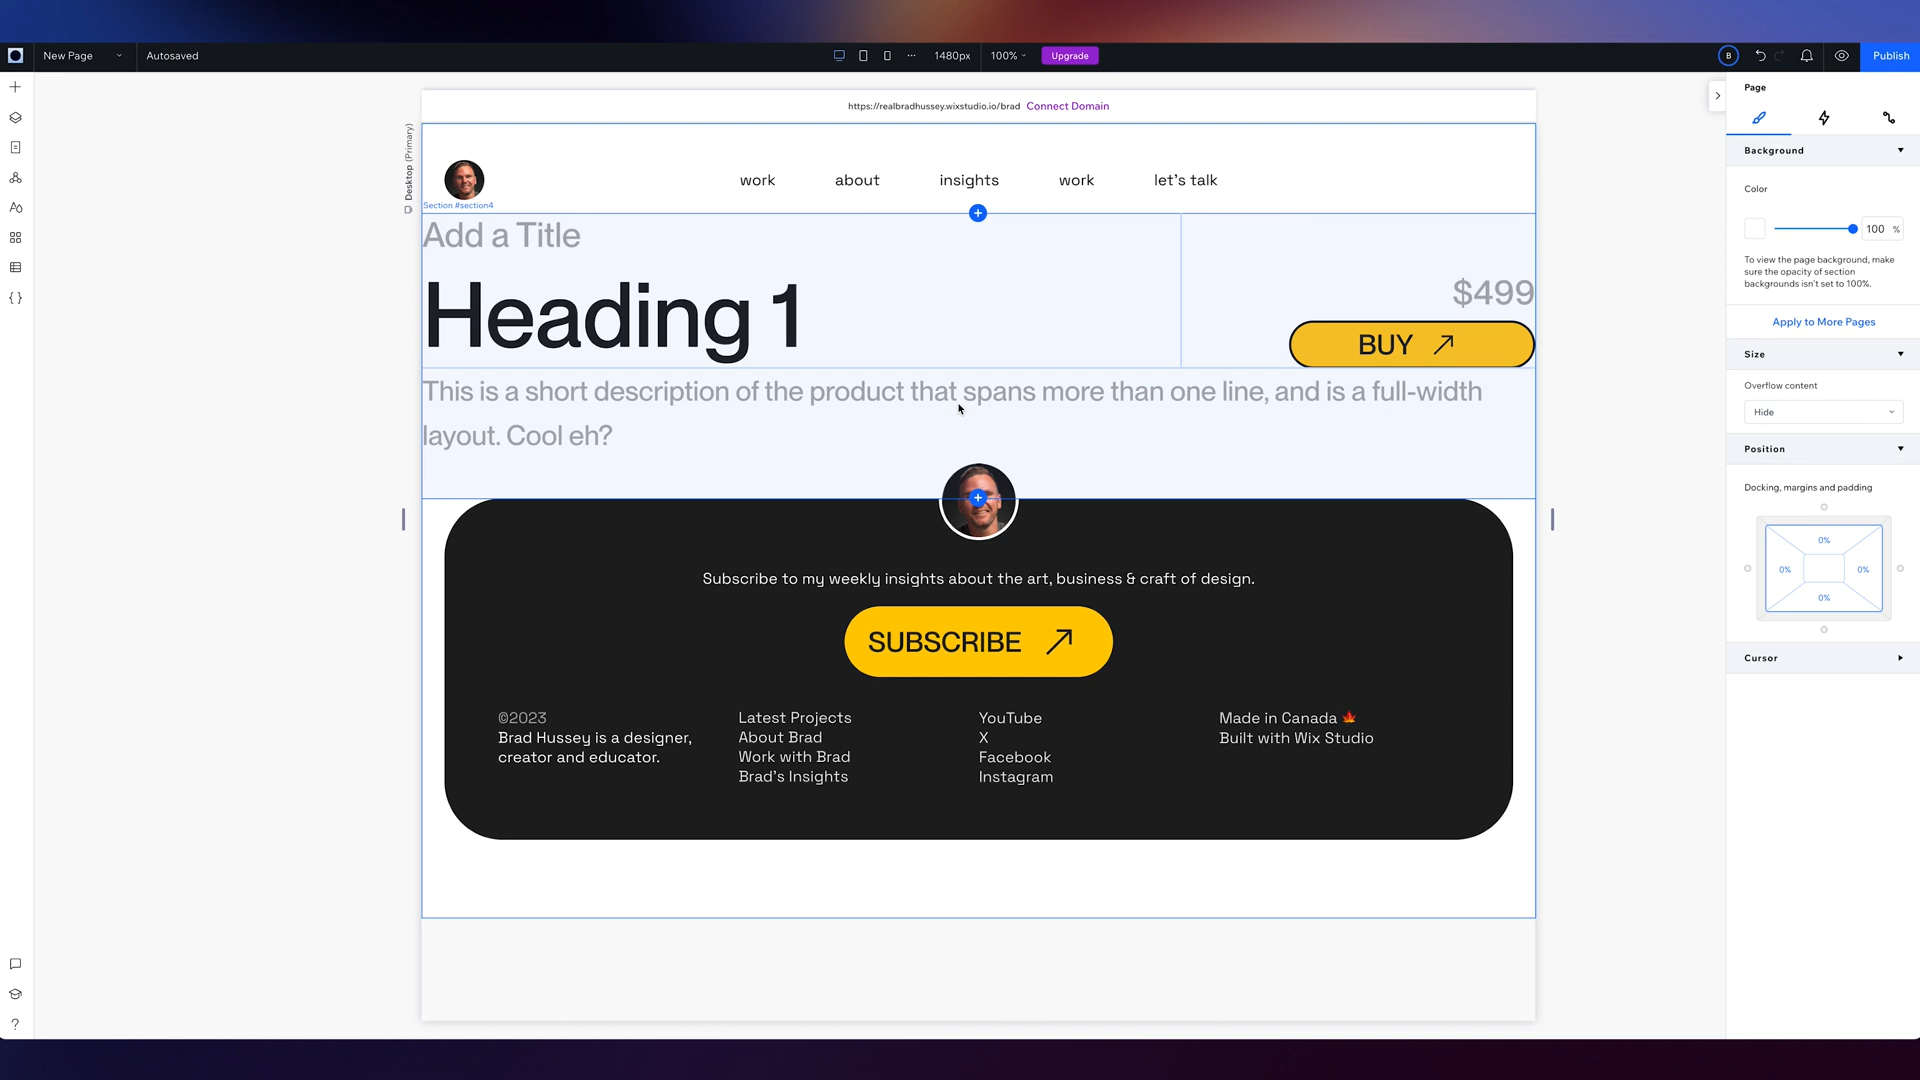 New Page
Autosaved
1480px
100%
Upgrade
B
Publish
https://realbradhussey.wixstudio.io/brad Connect Domain
Desktop (Primary)
work about insights work let's talk
Section #section4
Add a Title
Heading 1
$499
BUY
This is a short description of the product that spans more than one line, and is a full-width
layout. Cool eh?
Subscribe to my weekly insights about the art, business & craft of design.
SUBSCRIBE
©2023
Brad Hussey is a designer,
creator and educator.
Latest Projects
About Brad
Work with Brad
Brad's Insights
YouTube
X
Facebook
Instagram
Made in Canada 🍁
Built with Wix Studio
Page
Background
Color
100 %
To view the page background, make
sure the opacity of section
backgrounds isn't set to 100%.
Apply to More Pages
Size
Overflow content
Hide
Position
Docking, margins and padding
0%
0% 0%
0%
Cursor